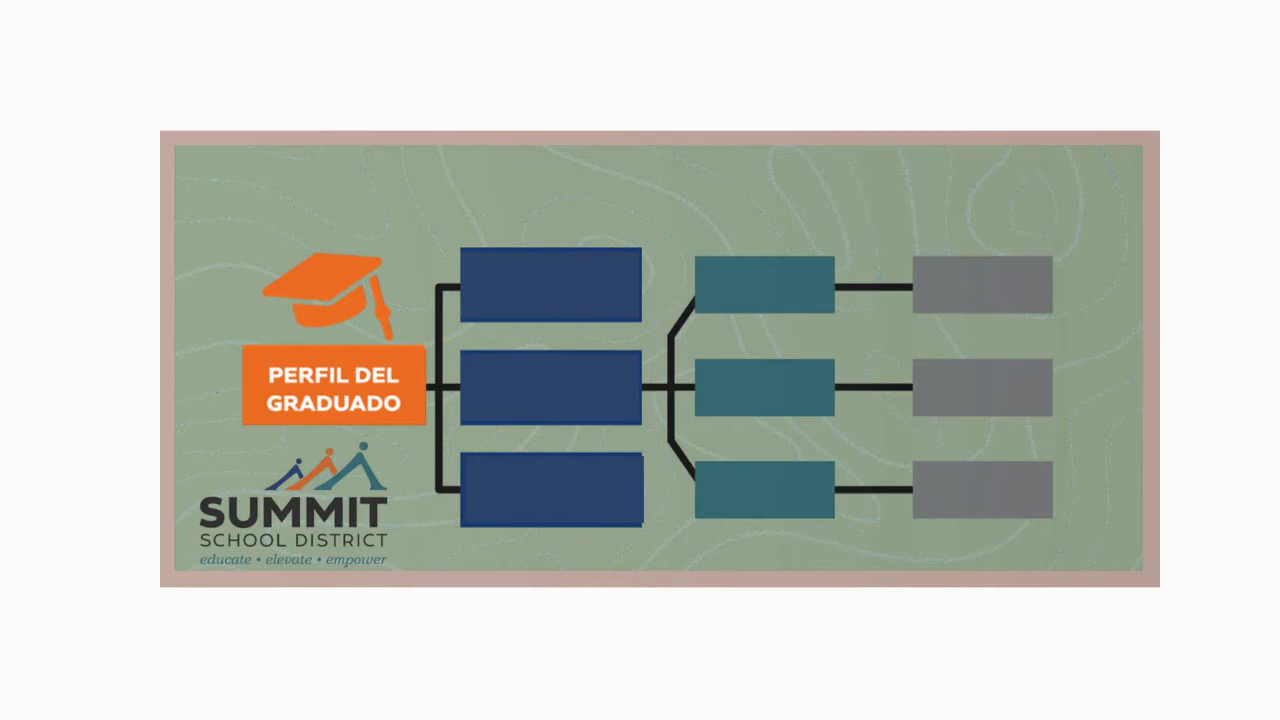 PERFIL DEL
GRADUADO
SUMMIT
SCHOOL DISTRICT
educate • elevate • empower